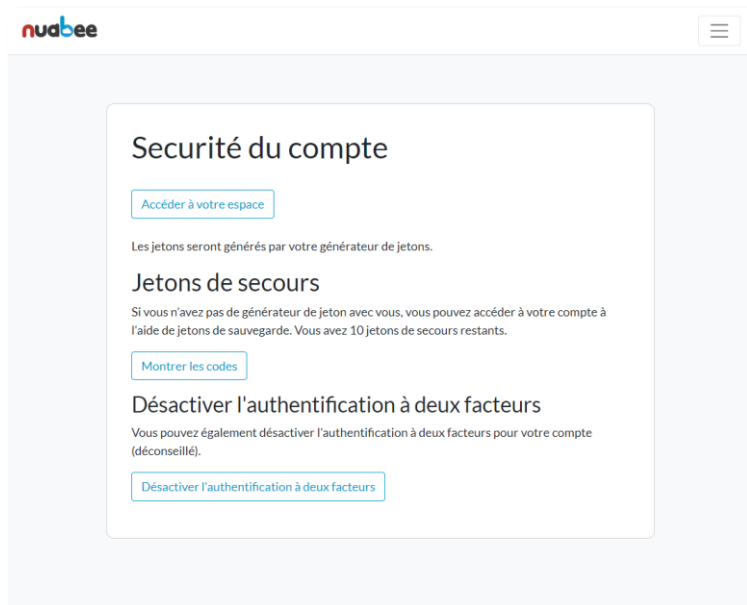 nuabee
Securité du compte
Accéder à votre espace
Les jetons seront générés par votre générateur de jetons.
Jetons de secours
Si vous n'avez pas de générateur de jeton avec vous, vous pouvez accéder à votre compte à
l'aide de jetons de sauvegarde. Vous avez 10 jetons de secours restants.
Montrer les codes
Désactiver l'authentification à deux facteurs
Vous pouvez également désactiver l'authentification à deux facteurs pour votre compte
(déconseillé).
Désactiver l'authentification à deux facteurs